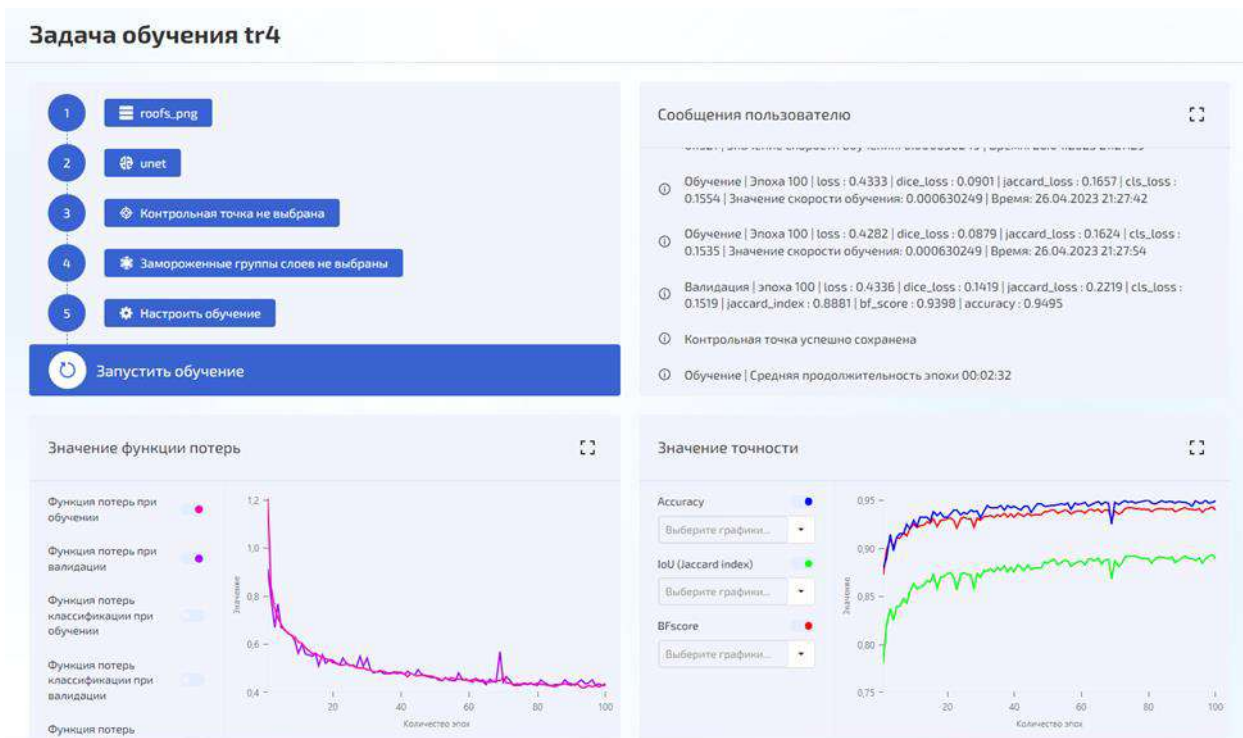 Задача обучения tr4
1
roofs_png
2
unet
3
Контрольная точка не выбрана
4
Замороженные группы слоев не выбраны
5
Настроить обучение
Запустить обучение
Сообщения пользователю
Обучение | Эпоха 100 | loss : 0.4333 | dice_loss : 0.0901 | jaccard_loss : 0.1657 | cls_loss :
0.1554 | Значение скорости обучения: 0.000630249 | Время: 26.04.2023 21:27:42
Обучение | Эпоха 100 | loss : 0.4282 | dice_loss : 0.0879 | jaccard_loss : 0.1624 | cls_loss :
0.1535 | Значение скорости обучения: 0.000630249 | Время: 26.04.2023 21:27:54
Валидация | эпоха 100 | loss : 0.4336 | dice_loss : 0.1419 | jaccard_loss : 0.2219 | cls_loss :
0.1519 | jaccard_index : 0.8881 | bf_score : 0.9398 | accuracy : 0.9495
Контрольная точка успешно сохранена
Обучение | Средняя продолжительность эпохи 00:02:32
Значение функции потерь
Функция потерь при
обучении
Функция потерь при
валидации
Функция потерь
классификации при
обучении
Функция потерь
классификации при
валидации
Функция потерь
Значение
1,2
1,0
0,8
0,6
0,4
20
40
60
80
100
Количество эпох
Значение точности
Accuracy
Выберите графики...
IoU (Jaccard index)
Выберите графики...
BFscore
Выберите графики...
Значение
0,95
0,90
0,85
0,80
0,75
20
40
60
80
100
Количество эпох